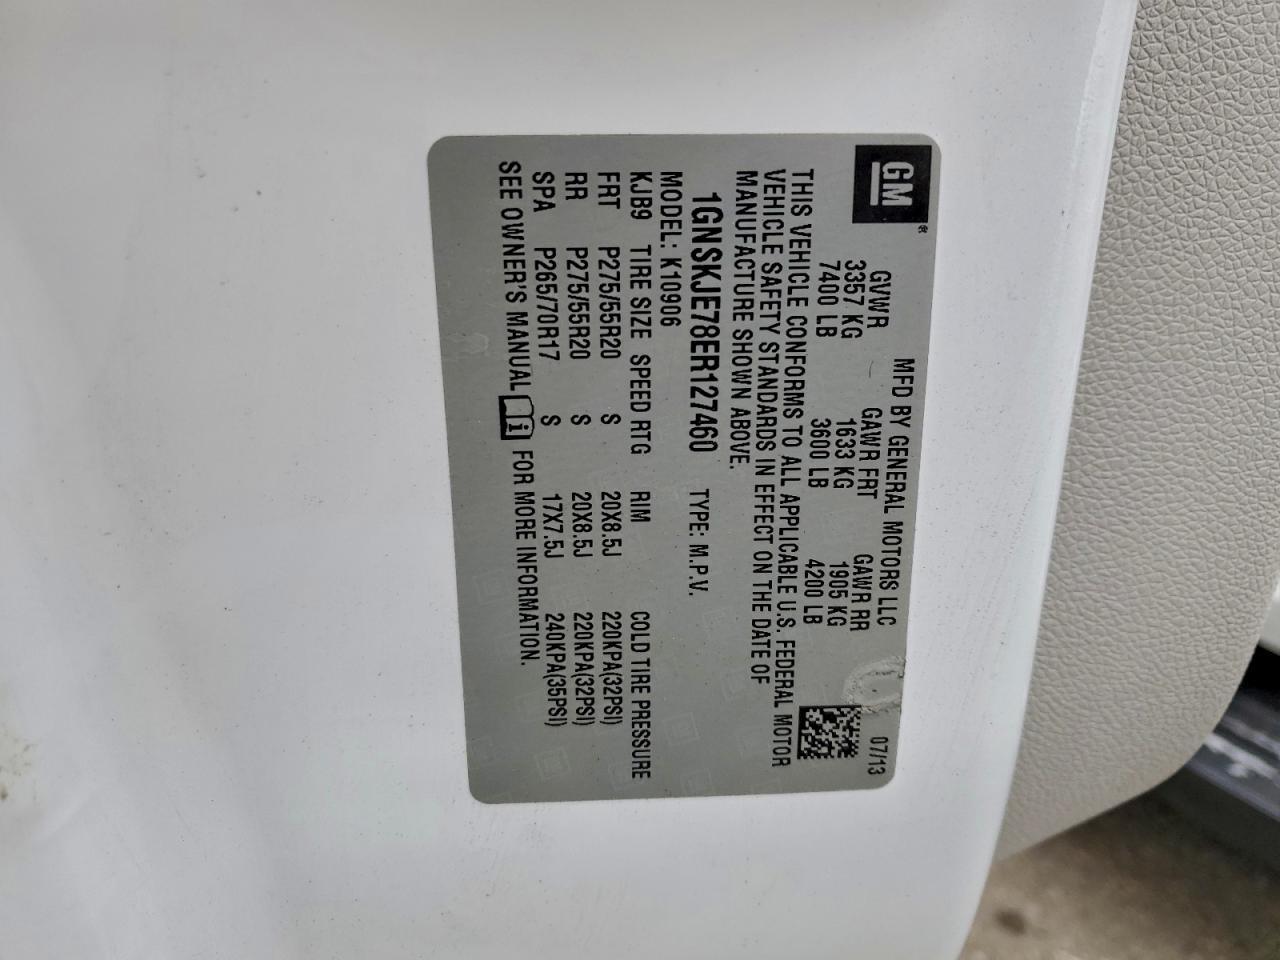 GM®
MFD BY GENERAL MOTORS LLC 07/13
GVWR GAWR FRT GAWR RR
3357 KG 1633 KG 1905 KG
7400 LB 3600 LB 4200 LB
THIS VEHICLE CONFORMS TO ALL APPLICABLE U.S. FEDERAL MOTOR
VEHICLE SAFETY STANDARDS IN EFFECT ON THE DATE OF
MANUFACTURE SHOWN ABOVE.
1GNSKJE78ER127460 TYPE: M.P.V.
MODEL: K10906
KJB9 TIRE SIZE SPEED RTG RIM COLD TIRE PRESSURE
FRT P275/55R20 S 20X8.5J 220KPA(32PSI)
RR P275/55R20 S 20X8.5J 220KPA(32PSI)
SPA P265/70R17 S 17X7.5J 240KPA(35PSI)
SEE OWNER'S MANUAL i FOR MORE INFORMATION.